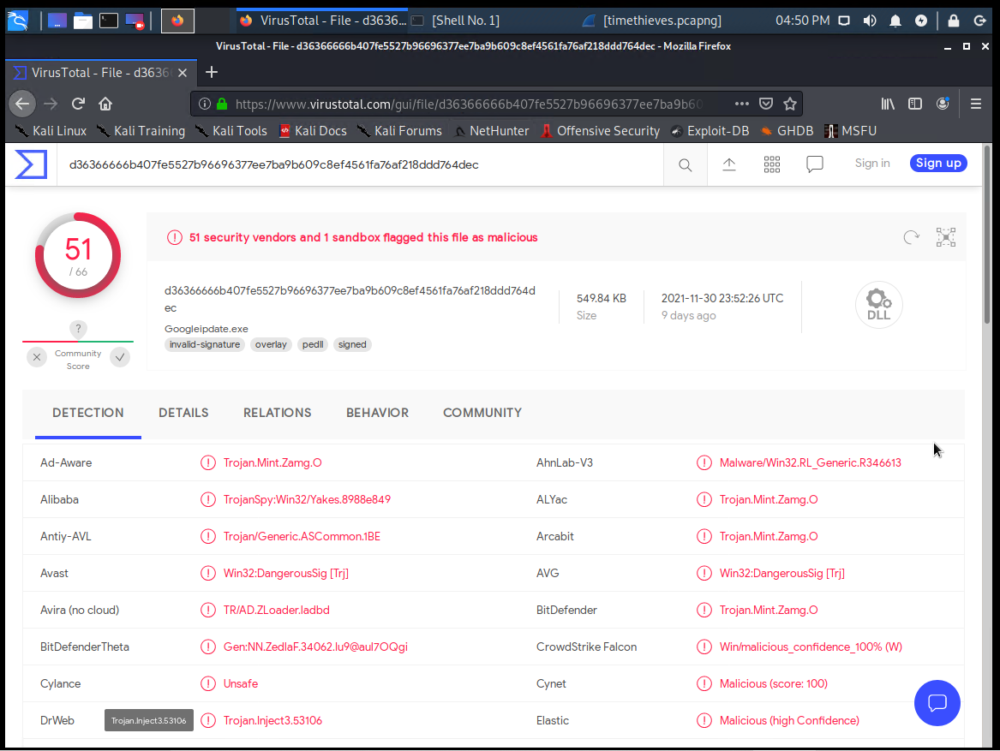 VirusTotal - File - d3636...
[Shell No. 1]
[timethieves.pcapng]
04:50 PM
VirusTotal - File - d36366666b407fe5527b96696377ee7ba9b609c8ef4561fa76af218ddd764dec - Mozilla Firefox
VirusTotal - File - d3636
https://www.virustotal.com/gui/file/d36366666b407fe5527b96696377ee7ba9b60
Kali Linux
Kali Training
Kali Tools
Kali Docs
Kali Forums
NetHunter
Offensive Security
Exploit-DB
GHDB
MSFU
d36366666b407fe5527b96696377ee7ba9b609c8ef4561fa76af218ddd764dec
Sign in
Sign up
51
/ 66
51 security vendors and 1 sandbox flagged this file as malicious
d36366666b407fe5527b96696377ee7ba9b609c8ef4561fa76af218ddd764d
ec
Googleipdate.exe
invalid-signature
overlay
pedll
signed
549.84 KB
Size
2021-11-30 23:52:26 UTC
9 days ago
DLL
?
Community
Score
DETECTION
DETAILS
RELATIONS
BEHAVIOR
COMMUNITY
Ad-Aware
Trojan.Mint.Zamg.O
AhnLab-V3
Malware/Win32.RL_Generic.R346613
Alibaba
TrojanSpy:Win32/Yakes.8988e849
ALYac
Trojan.Mint.Zamg.O
Antiy-AVL
Trojan/Generic.ASCommon.1BE
Arcabit
Trojan.Mint.Zamg.O
Avast
Win32:DangerousSig [Trj]
AVG
Win32:DangerousSig [Trj]
Avira (no cloud)
TR/AD.ZLoader.ladbd
BitDefender
Trojan.Mint.Zamg.O
BitDefenderTheta
Gen:NN.ZedlaF.34062.Iu9@aul7OQgi
CrowdStrike Falcon
Win/malicious_confidence_100% (W)
Cylance
Unsafe
Cynet
Malicious (score: 100)
DrWeb
Trojan.Inject3.53106
Trojan.Inject3.53106
Elastic
Malicious (high Confidence)